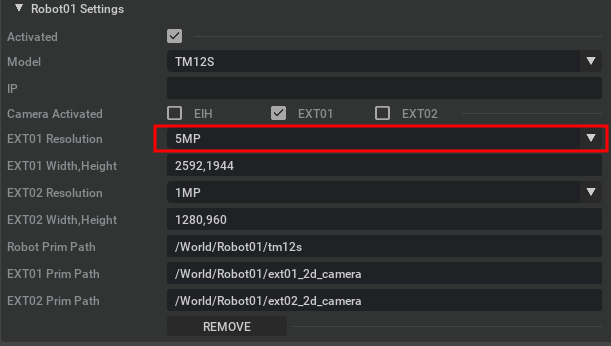 Robot01 Settings
Activated
Model TM12S
IP
Camera Activated EIH EXT01 EXT02
EXT01 Resolution 5MP
EXT01 Width,Height 2592,1944
EXT02 Resolution 1MP
EXT02 Width,Height 1280,960
Robot Prim Path /World/Robot01/tm12s
EXT01 Prim Path /World/Robot01/ext01_2d_camera
EXT02 Prim Path /World/Robot01/ext02_2d_camera
REMOVE